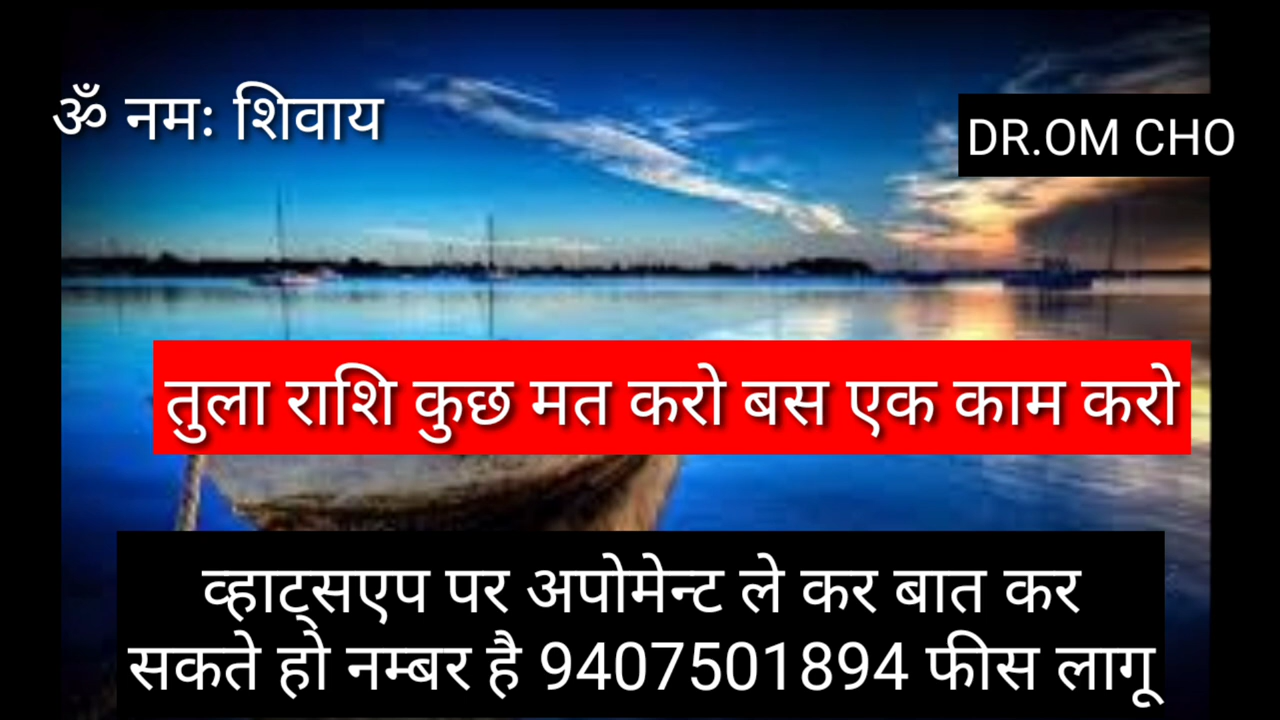 ॐ नमः शिवाय
DR.OM CHO
तुला राशि कुछ मत करो बस एक काम करो
व्हाट्सएप पर अपोमेन्ट ले कर बात कर
सकते हो नम्बर है 9407501894 फीस लागू